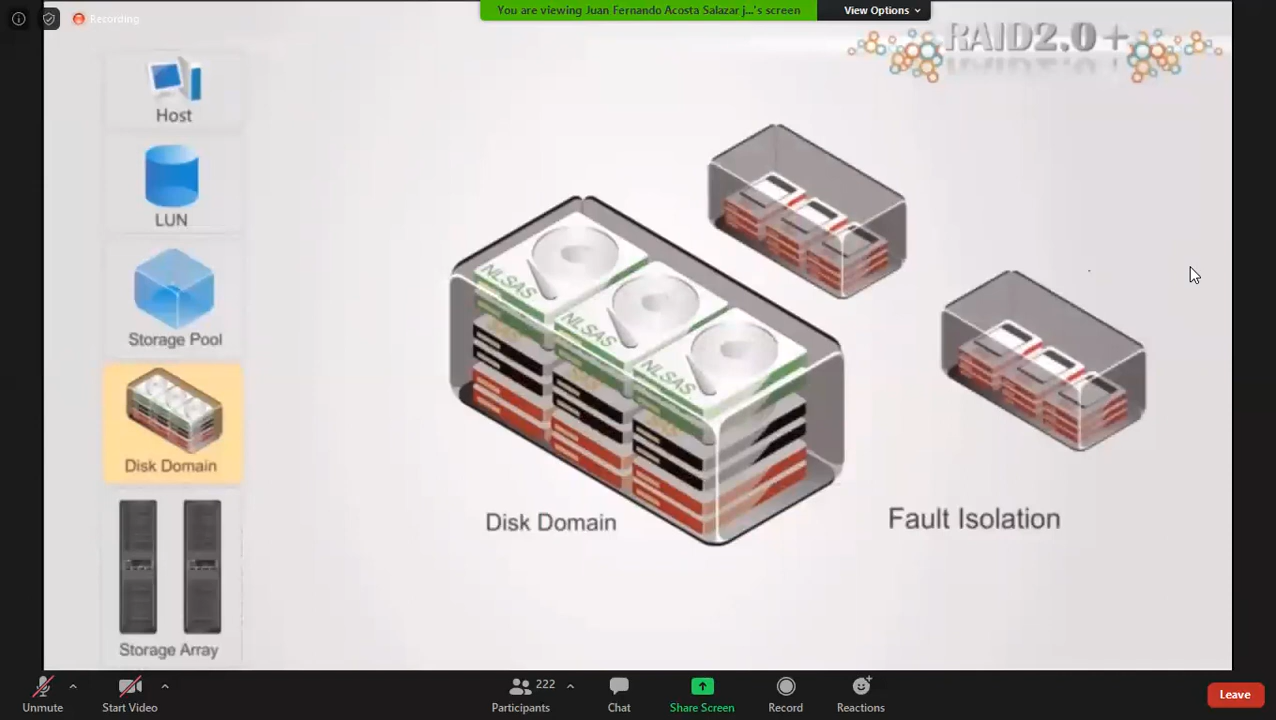 Recording
You are viewing Juan Fernando Acosta Salazar j...'s screen
View Options
RAID2.0+
Host
LUN
Storage Pool
Disk Domain
Storage Array
NLSAS
NLSAS
NLSAS
Disk Domain
Fault Isolation
Unmute
Start Video
222
Participants
Chat
Share Screen
Record
Reactions
Leave